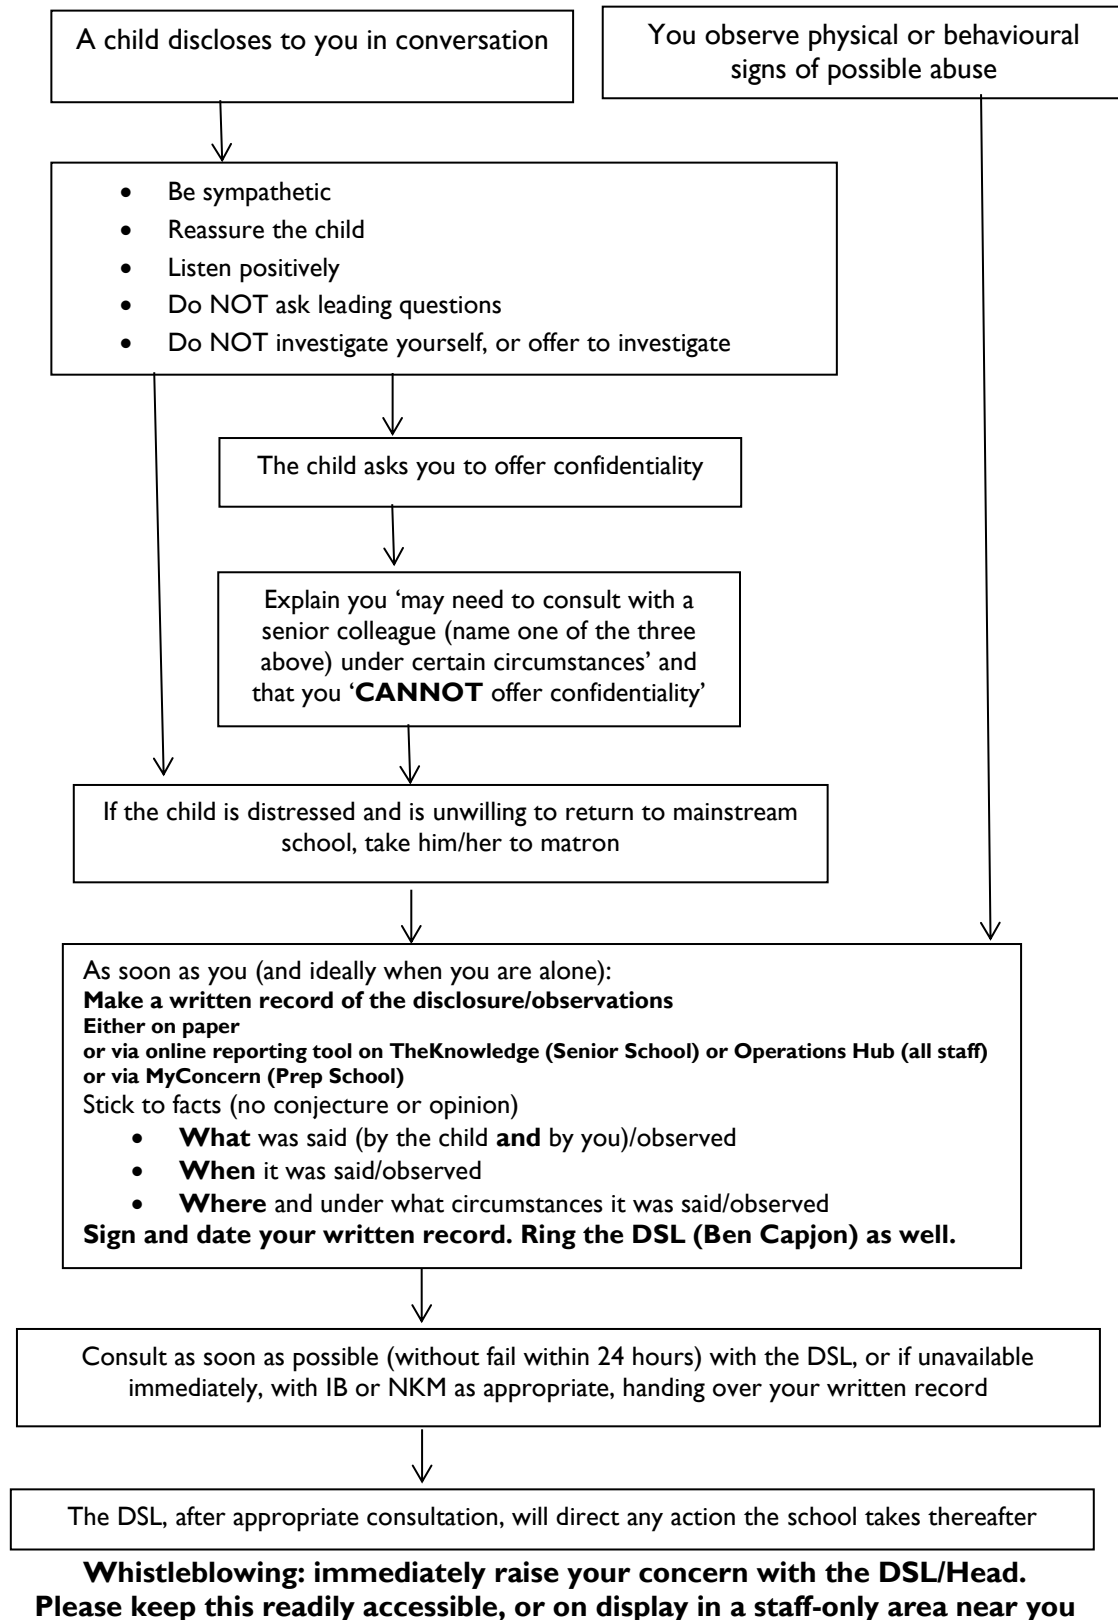 A child discloses to you in conversation
You observe physical or behavioural
signs of possible abuse
• Be sympathetic
• Reassure the child
• Listen positively
• Do NOT ask leading questions
• Do NOT investigate yourself, or offer to investigate
The child asks you to offer confidentiality
Explain you ‘may need to consult with a
senior colleague (name one of the three
above) under certain circumstances’ and
that you ‘CANNOT offer confidentiality’
If the child is distressed and is unwilling to return to mainstream
school, take him/her to matron
As soon as you (and ideally when you are alone):
Make a written record of the disclosure/observations
Either on paper
or via online reporting tool on TheKnowledge (Senior School) or Operations Hub (all staff)
or via MyConcern (Prep School)
Stick to facts (no conjecture or opinion)
• What was said (by the child and by you)/observed
• When it was said/observed
• Where and under what circumstances it was said/observed
Sign and date your written record. Ring the DSL (Ben Capjon) as well.
Consult as soon as possible (without fail within 24 hours) with the DSL, or if unavailable
immediately, with IB or NKM as appropriate, handing over your written record
The DSL, after appropriate consultation, will direct any action the school takes thereafter
Whistleblowing: immediately raise your concern with the DSL/Head.
Please keep this readily accessible, or on display in a staff-only area near you